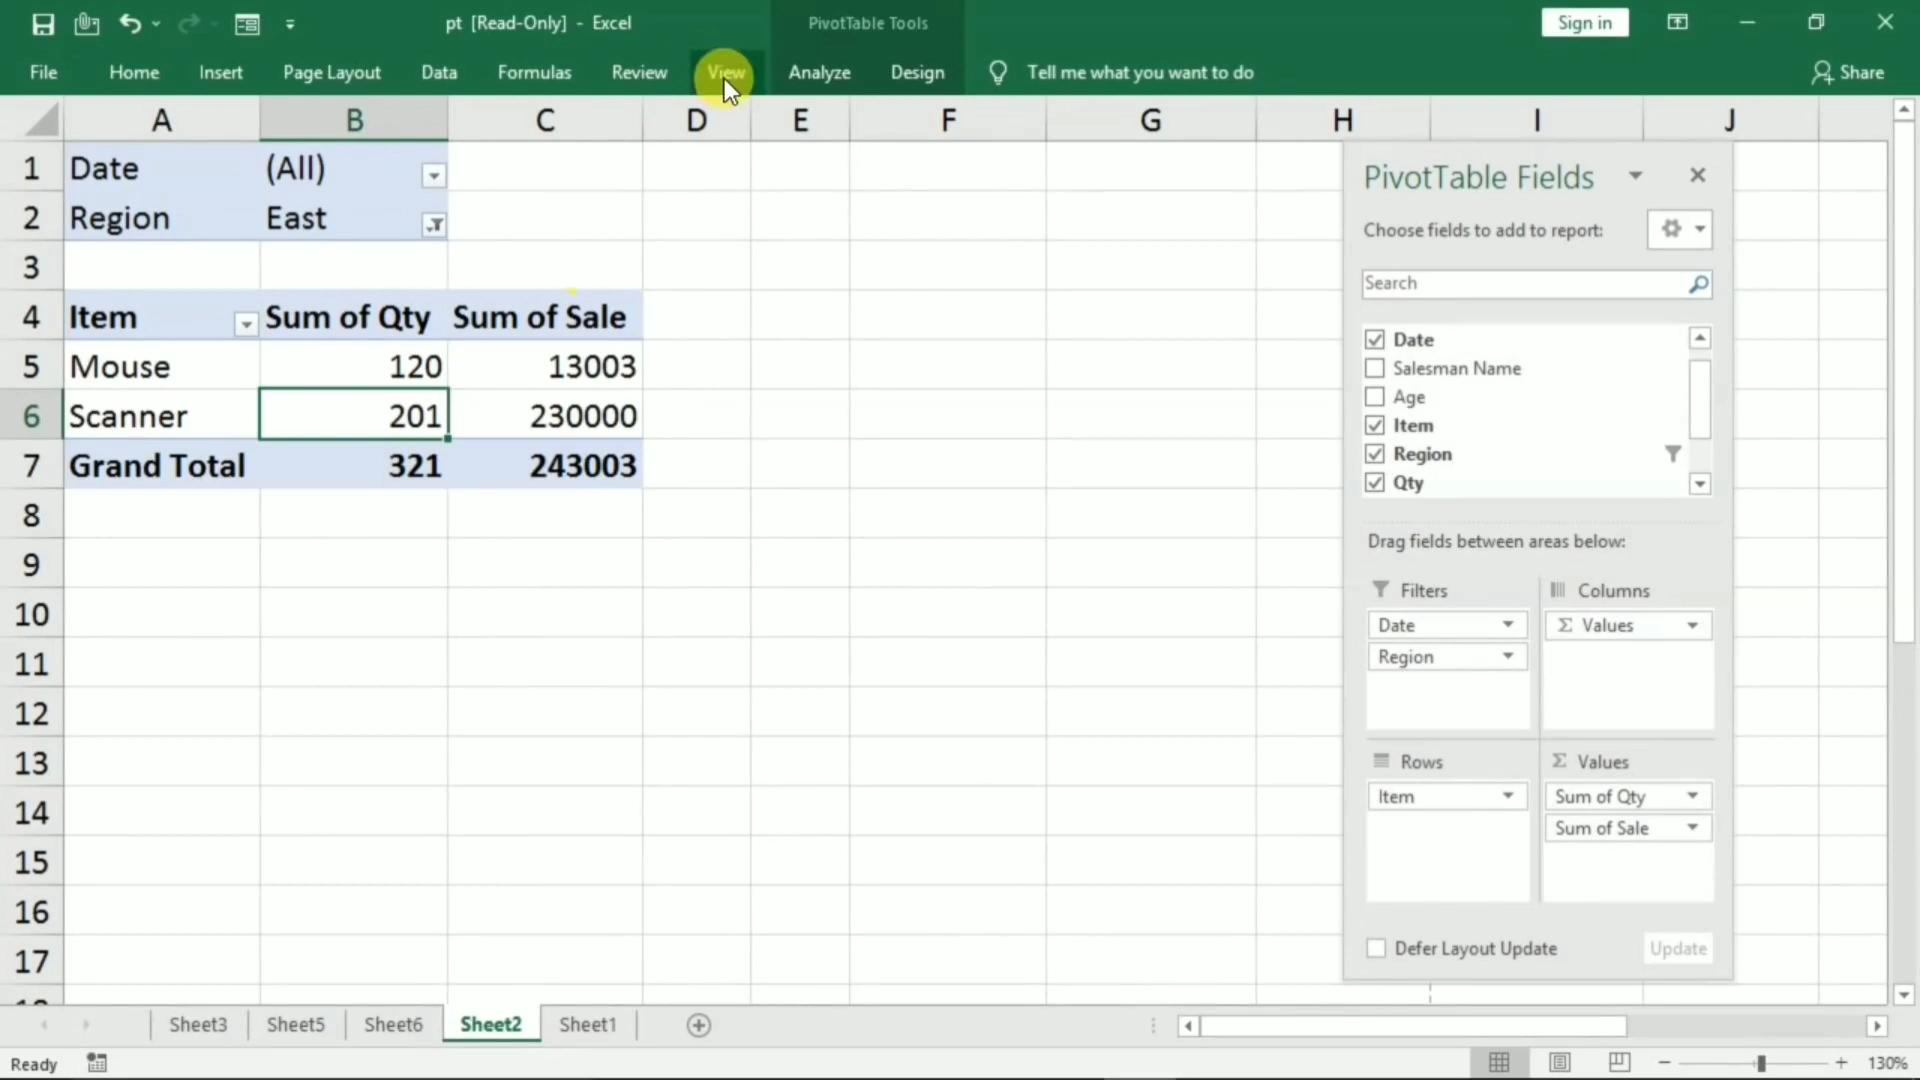 pt [Read-Only] - Excel
PivotTable Tools
Sign in
File Home Insert Page Layout Data Formulas Review View Analyze Design Tell me what you want to do Share
A B C D E F G H I J
1 Date (All)
2 Region East
3
4 Item Sum of Qty Sum of Sale
5 Mouse 120 13003
6 Scanner 201 230000
7 Grand Total 321 243003
8
9
10
11
12
13
14
15
16
17
PivotTable Fields
Choose fields to add to report:
Search
Date
Salesman Name
Age
Item
Region
Qty
Drag fields between areas below:
Filters Columns
Date Σ Values
Region
Rows Σ Values
Item Sum of Qty
Sum of Sale
Defer Layout Update Update
Sheet3 Sheet5 Sheet6 Sheet2 Sheet1
Ready 130%